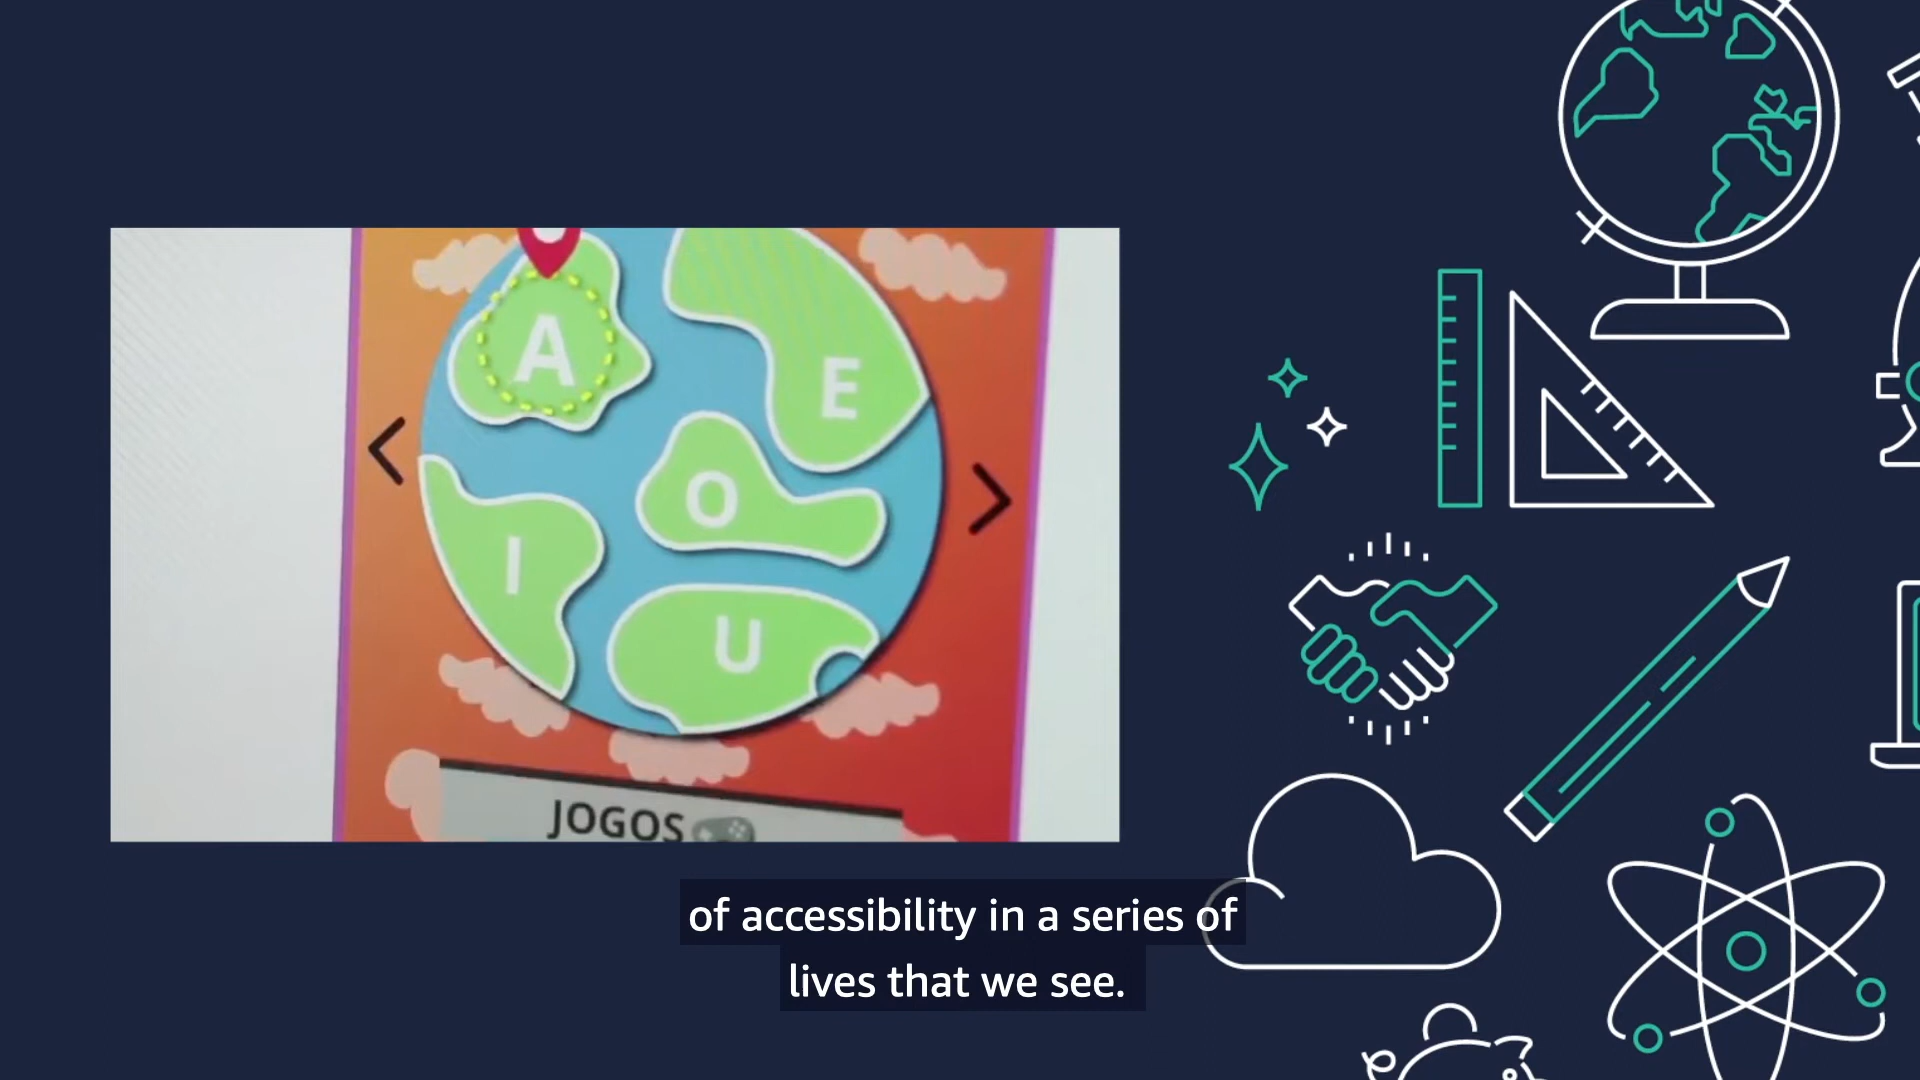 A
E
O
I
U
JOGOS
of accessibility in a series of
lives that we see.